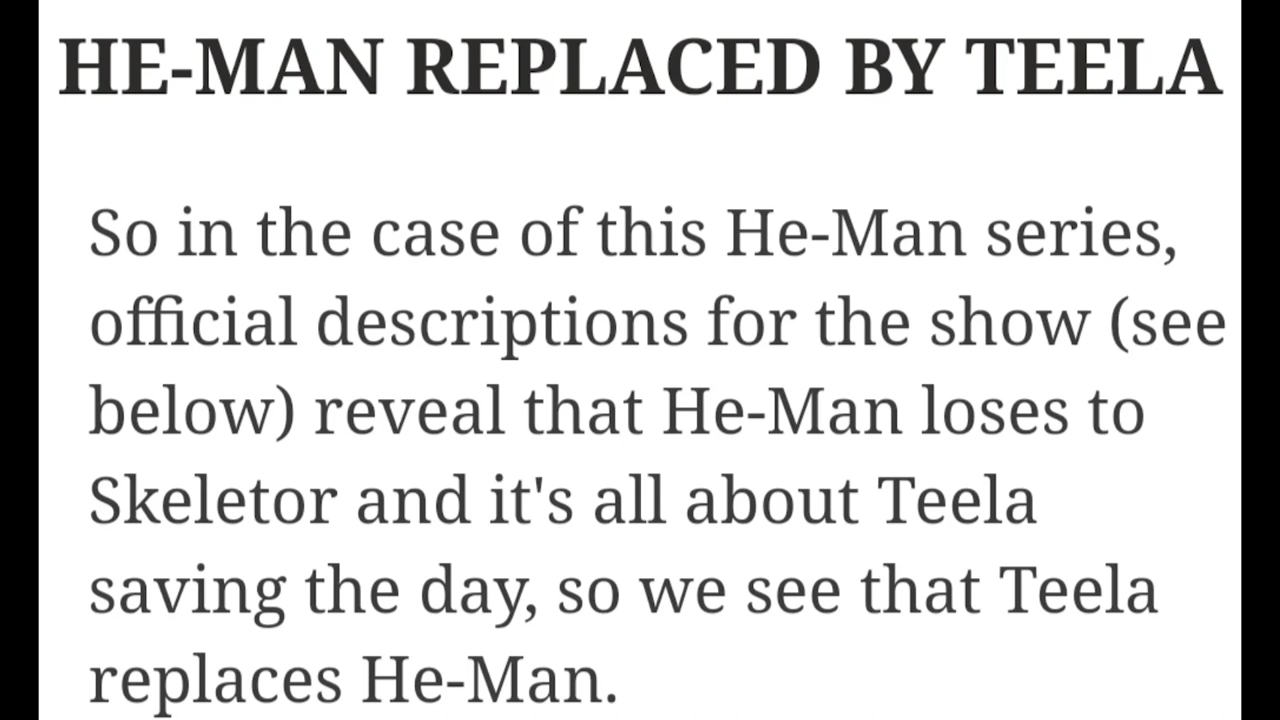 HE-MAN REPLACED BY TEELA
So in the case of this He-Man series,
official descriptions for the show (see
below) reveal that He-Man loses to
Skeletor and it's all about Teela
saving the day, so we see that Teela
replaces He-Man.